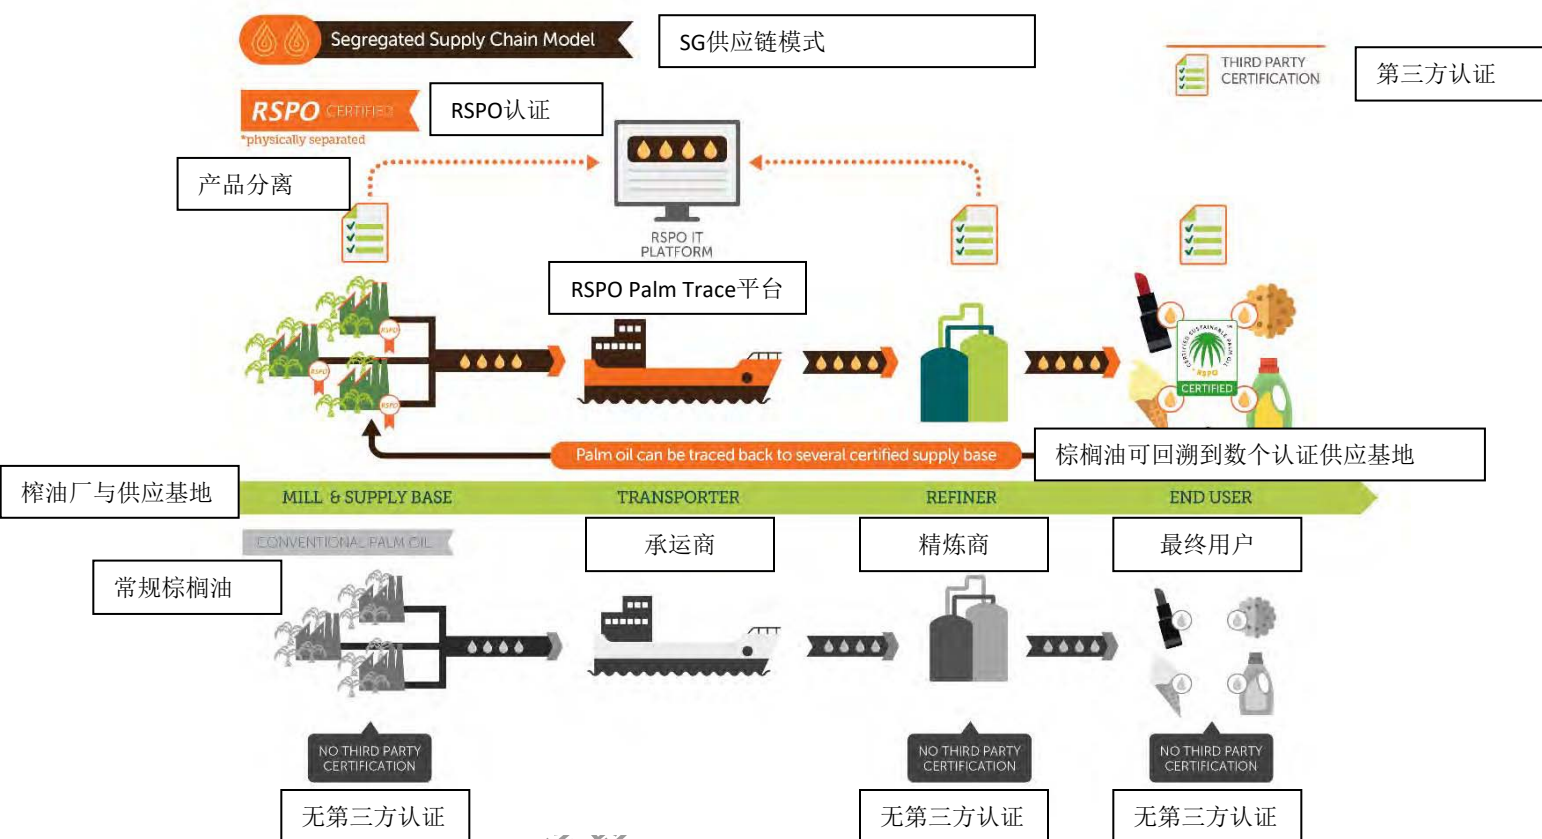 Segregated Supply Chain Model
SG供应链模式
THIRD PARTY
CERTIFICATION
第三方认证
RSPO CERTIFIED
RSPO认证
*physically separated
产品分离
RSPO IT
PLATFORM
RSPO Palm Trace平台
RSPO
RSPO
RSPO
CERTIFIED SUSTAINABLE PALM OIL
RSPO
CERTIFIED
Palm oil can be traced back to several certified supply base
棕榈油可回溯到数个认证供应基地
榨油厂与供应基地
MILL & SUPPLY BASE
TRANSPORTER
REFINER
END USER
CONVENTIONAL PALM OIL
承运商
精炼商
最终用户
常规棕榈油
NO THIRD PARTY
CERTIFICATION
NO THIRD PARTY
CERTIFICATION
NO THIRD PARTY
CERTIFICATION
无第三方认证
无第三方认证
无第三方认证